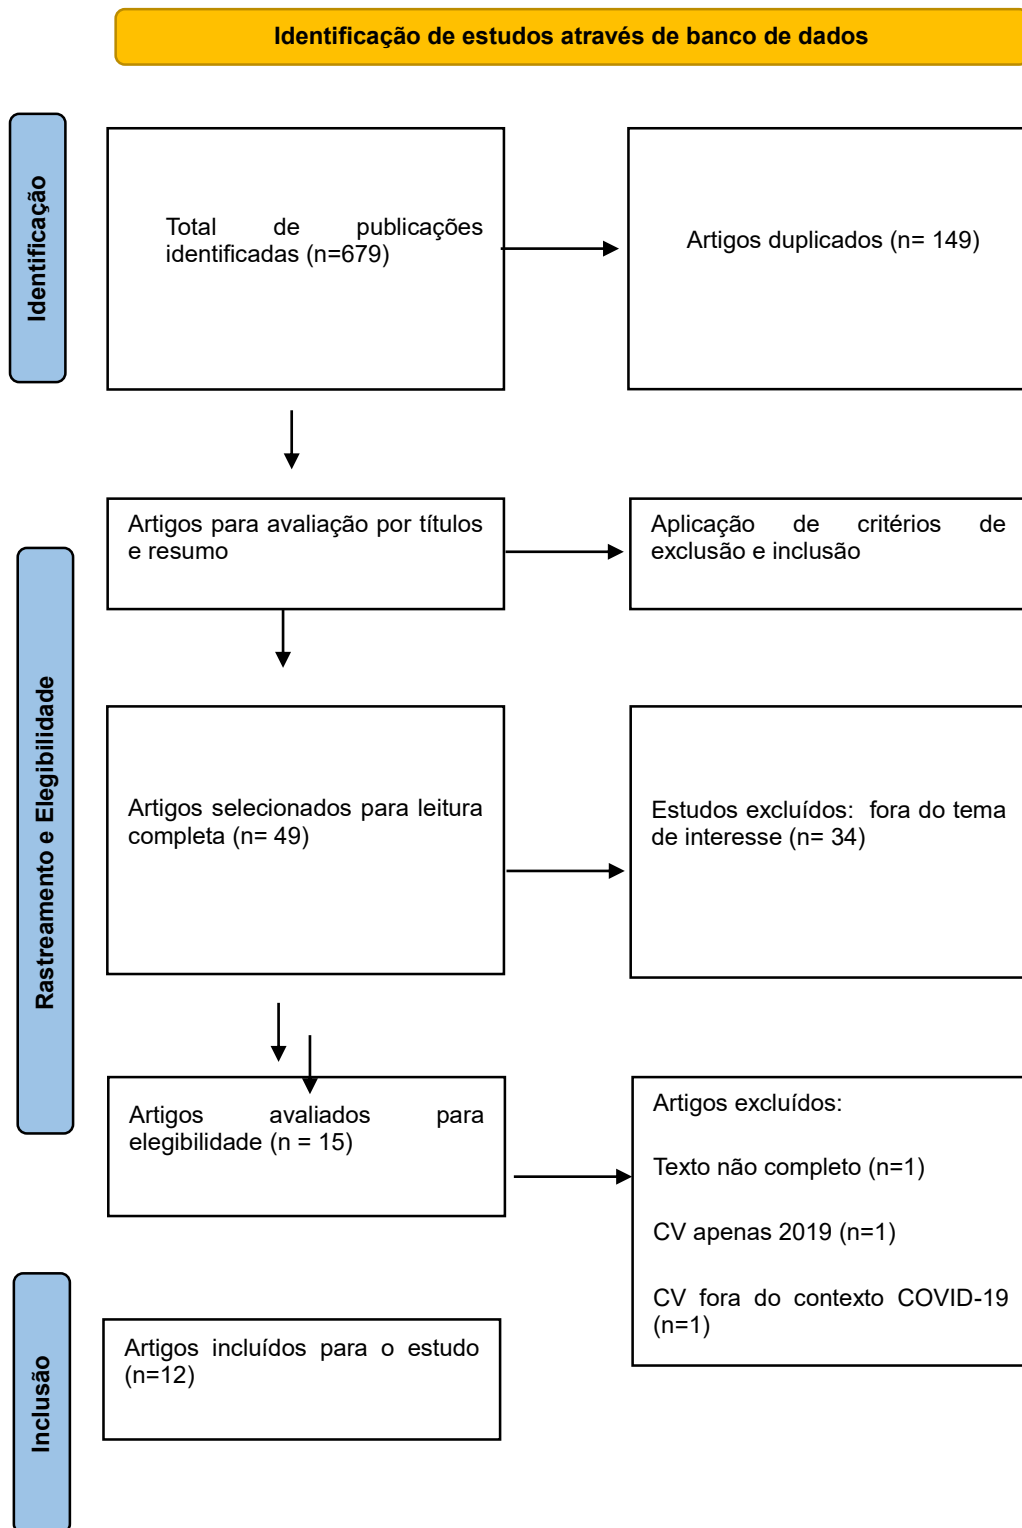 Identificação de estudos através de banco de dados
Identificação
Total de publicações
identificadas (n=679)
Artigos duplicados (n= 149)
Rastreamento e Elegibilidade
Artigos para avaliação por títulos
e resumo
Aplicação de critérios de
exclusão e inclusão
Artigos selecionados para leitura
completa (n= 49)
Estudos excluídos: fora do tema
de interesse (n= 34)
Artigos avaliados para
elegibilidade (n = 15)
Artigos excluídos:
Texto não completo (n=1)
CV apenas 2019 (n=1)
CV fora do contexto COVID-19
(n=1)
Inclusão
Artigos incluídos para o estudo
(n=12)